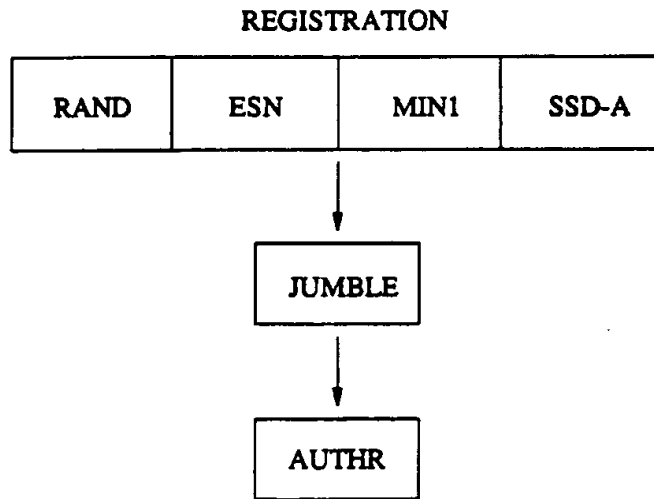 REGISTRATION
RAND ESN MIN1 SSD-A
JUMBLE
AUTHR